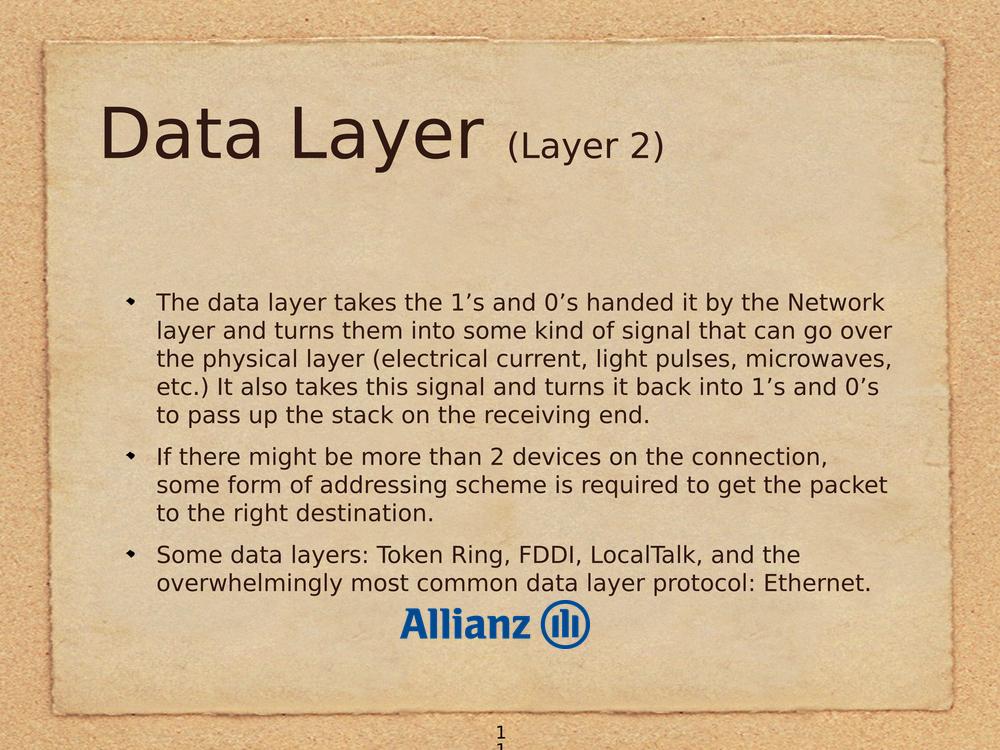 Data Layer (Layer 2)
The data layer takes the 1’s and 0’s handed it by the Network
layer and turns them into some kind of signal that can go over
the physical layer (electrical current, light pulses, microwaves,
etc.) It also takes this signal and turns it back into 1’s and 0’s
to pass up the stack on the receiving end.
If there might be more than 2 devices on the connection,
some form of addressing scheme is required to get the packet
to the right destination.
Some data layers: Token Ring, FDDI, LocalTalk, and the
overwhelmingly most common data layer protocol: Ethernet.
Allianz
1
1